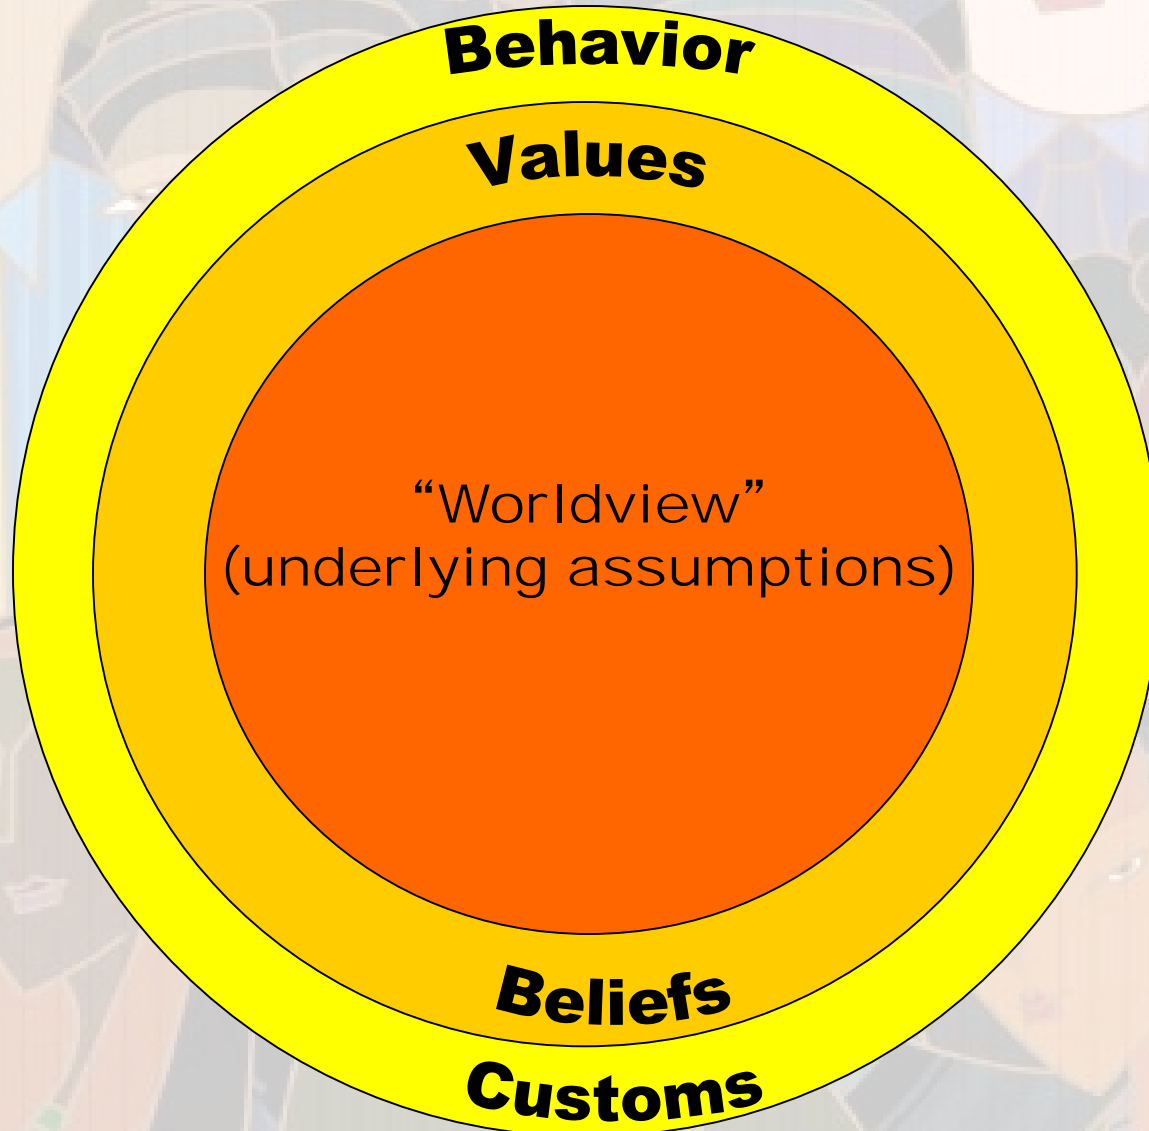 Behavior
Values
“Worldview”
(underlying assumptions)
Beliefs
Customs